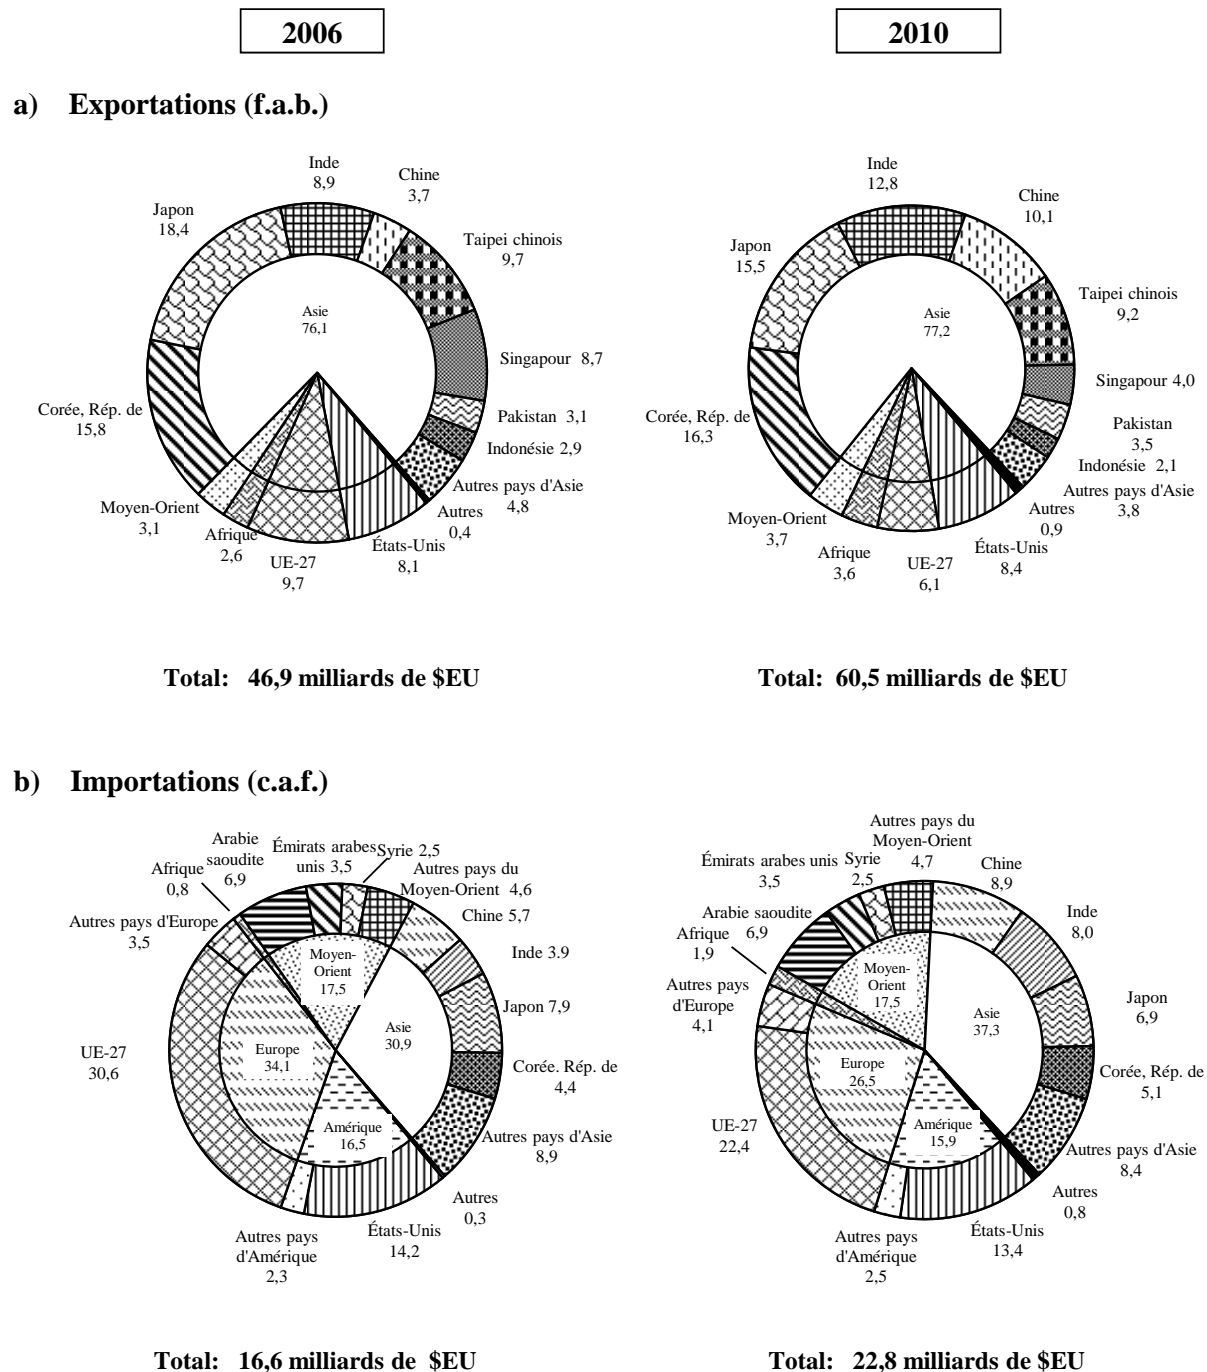 2006
2010
a) Exportations (f.a.b.)
Inde
8,9
Chine
3,7
Japon
18,4
Taipei chinois
9,7
Asie
76,1
Singapour 8,7
Corée, Rép. de
15,8
Pakistan 3,1
Indonésie 2,9
Autres pays d'Asie
4,8
Moyen-Orient
3,1
Autres
0,4
Afrique
2,6
États-Unis
8,1
UE-27
9,7
Inde
12,8
Chine
10,1
Japon
15,5
Taipei chinois
9,2
Asie
77,2
Singapour 4,0
Corée, Rép. de
16,3
Pakistan
3,5
Indonésie 2,1
Autres pays d'Asie
3,8
Autres
0,9
Moyen-Orient
3,7
États-Unis
8,4
Afrique
3,6
UE-27
6,1
Total: 46,9 milliards de $EU
Total: 60,5 milliards de $EU
b) Importations (c.a.f.)
Arabie
saoudite
6,9
Émirats arabes
unis 3,5
Syrie 2,5
Autres pays du
Moyen-Orient 4,6
Afrique
0,8
Chine 5,7
Autres pays d'Europe
3,5
Inde 3.9
Moyen-
Orient
17,5
Japon 7,9
Asie
30,9
UE-27
30,6
Europe
34,1
Corée. Rép. de
4,4
Amérique
16,5
Autres pays d'Asie
8,9
Autres
0,3
États-Unis
14,2
Autres pays
d'Amérique
2,3
Autres pays du
Moyen-Orient
4,7
Émirats arabes unis
3,5
Syrie
2,5
Chine
8,9
Arabie saoudite
6,9
Inde
8,0
Afrique
1,9
Moyen-
Orient
17,5
Autres pays
d'Europe
4,1
Japon
6,9
Asie
37,3
Europe
26,5
Corée, Rép. de
5,1
UE-27
22,4
Amérique
15,9
Autres pays d'Asie
8,4
Autres
0,8
États-Unis
13,4
Autres pays
d'Amérique
2,5
Total: 16,6 milliards de $EU
Total: 22,8 milliards de $EU